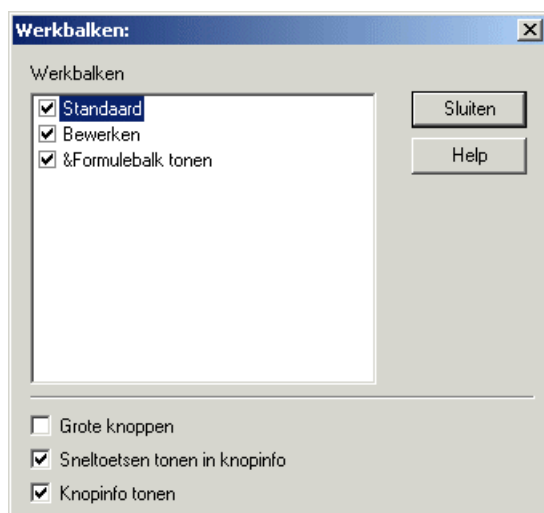 Werkbalken:
Werkbalken
Standaard
Bewerken
&Formulebalk tonen
Sluiten
Help
Grote knoppen
Sneltoetsen tonen in knopinfo
Knopinfo tonen